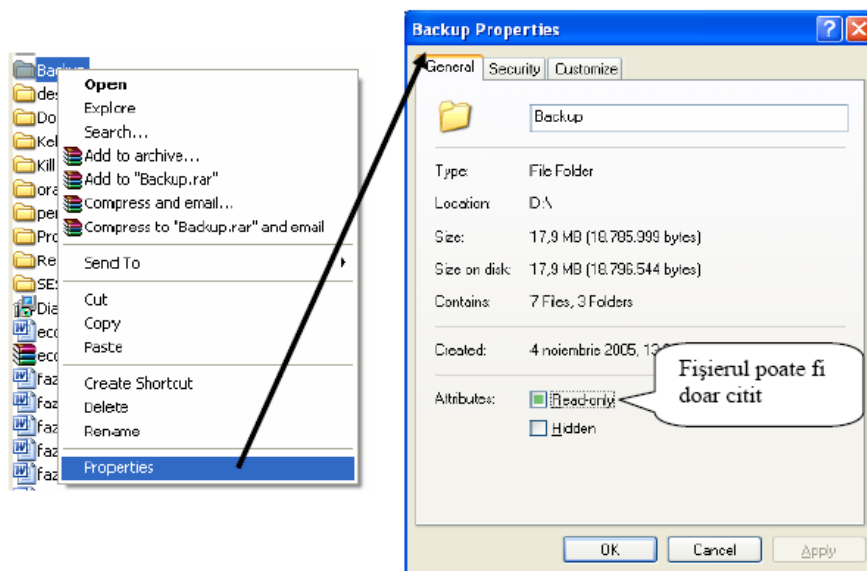 Backup
Open
Explore
Search...
Add to archive...
Add to "Backup.rar"
Compress and email...
Compress to "Backup.rar" and email
Send To
Cut
Copy
Paste
Create Shortcut
Delete
Rename
Properties
Backup Properties
General Security Customize
Backup
Type: File Folder
Location: D:\
Size: 17,9 MB (18.785.999 bytes)
Size on disk: 17,9 MB (18.796.544 bytes)
Contains: 7 Files, 3 Folders
Created: 4 noiembrie 2005,
Attributes: Read-only
Hidden
Fişierul poate fi
doar citit
OK Cancel Apply